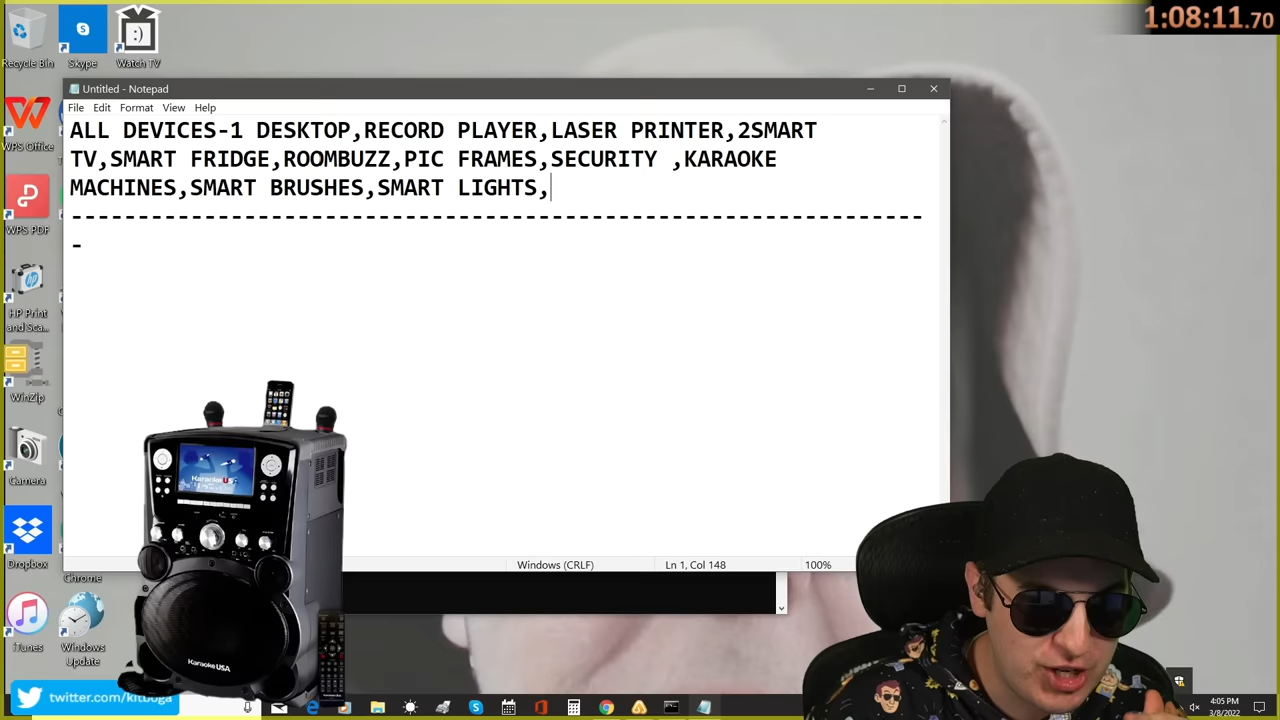 1:08:11.70
Recycle Bin
Skype
Watch TV
Untitled - Notepad
File Edit Format View Help
ALL DEVICES-1 DESKTOP,RECORD PLAYER,LASER PRINTER,2SMART
TV,SMART FRIDGE,ROOMBUZZ,PIC FRAMES,SECURITY ,KARAOKE
MACHINES,SMART BRUSHES,SMART LIGHTS,
----------------------------------------------------------------
-
WPS Office
WPS PDF
HP Print
and Sca...
WinZip
Camera
Dropbox
Chrome
iTunes
Windows
Update
Windows (CRLF)
Ln 1, Col 148
100%
Karaoke USA
twitter.com/kitboga
4:05 PM
3/8/2022